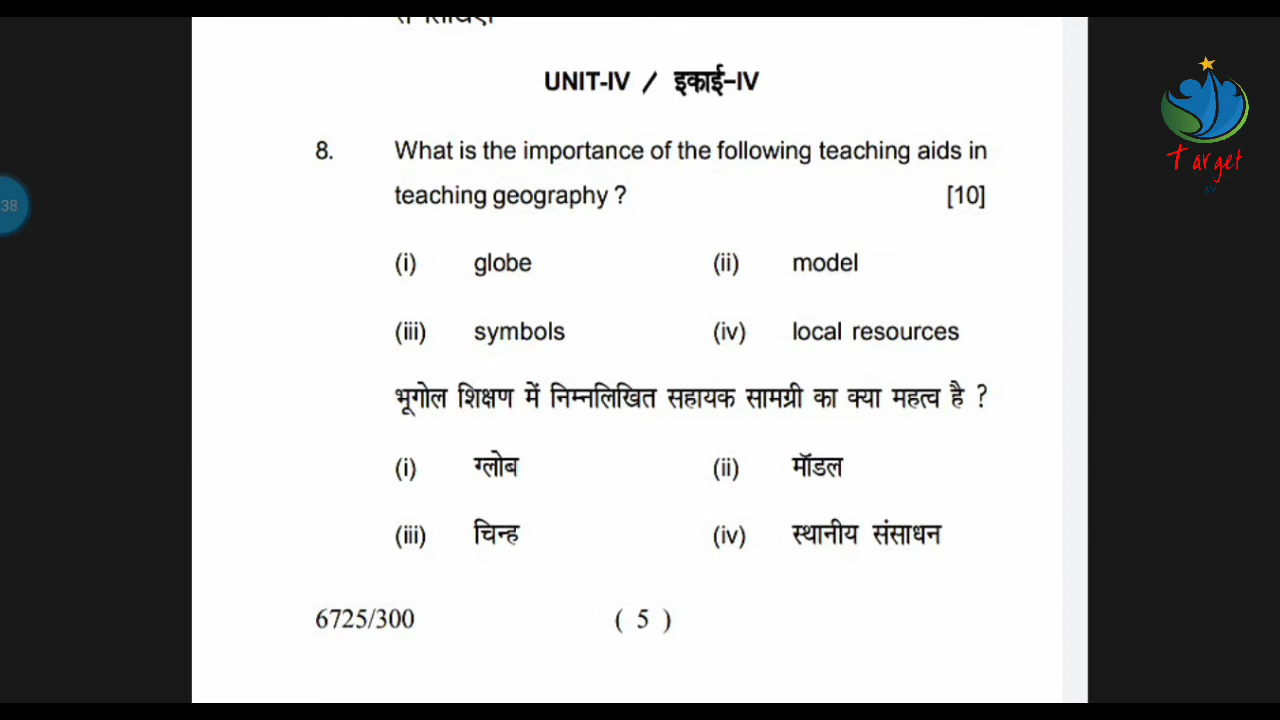 UNIT-IV / इकाई-IV
8. What is the importance of the following teaching aids in
teaching geography ? [10]
(i) globe (ii) model
(iii) symbols (iv) local resources
भूगोल शिक्षण में निम्नलिखित सहायक सामग्री का क्या महत्व है ?
(i) ग्लोब (ii) मॉडल
(iii) चिन्ह (iv) स्थानीय संसाधन
6725/300 ( 5 )
Target
38